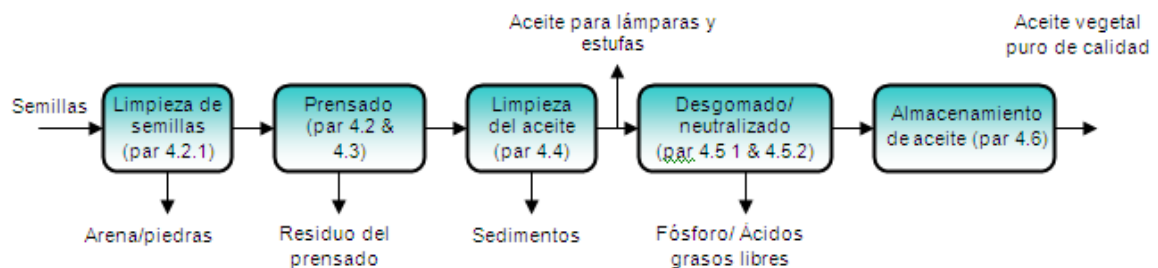 Aceite para lámparas y
estufas
Aceite vegetal
puro de calidad
Semillas
Limpieza de
semillas
(par 4.2.1)
Prensado
(par 4.2 &
4.3)
Limpieza
del aceite
(par 4.4)
Desgomado/
neutralizado
(par 4.5 1 & 4.5.2)
Almacenamiento
de aceite (par 4.6)
Arena/piedras
Residuo del
prensado
Sedimentos
Fósforo/ Ácidos
grasos libres